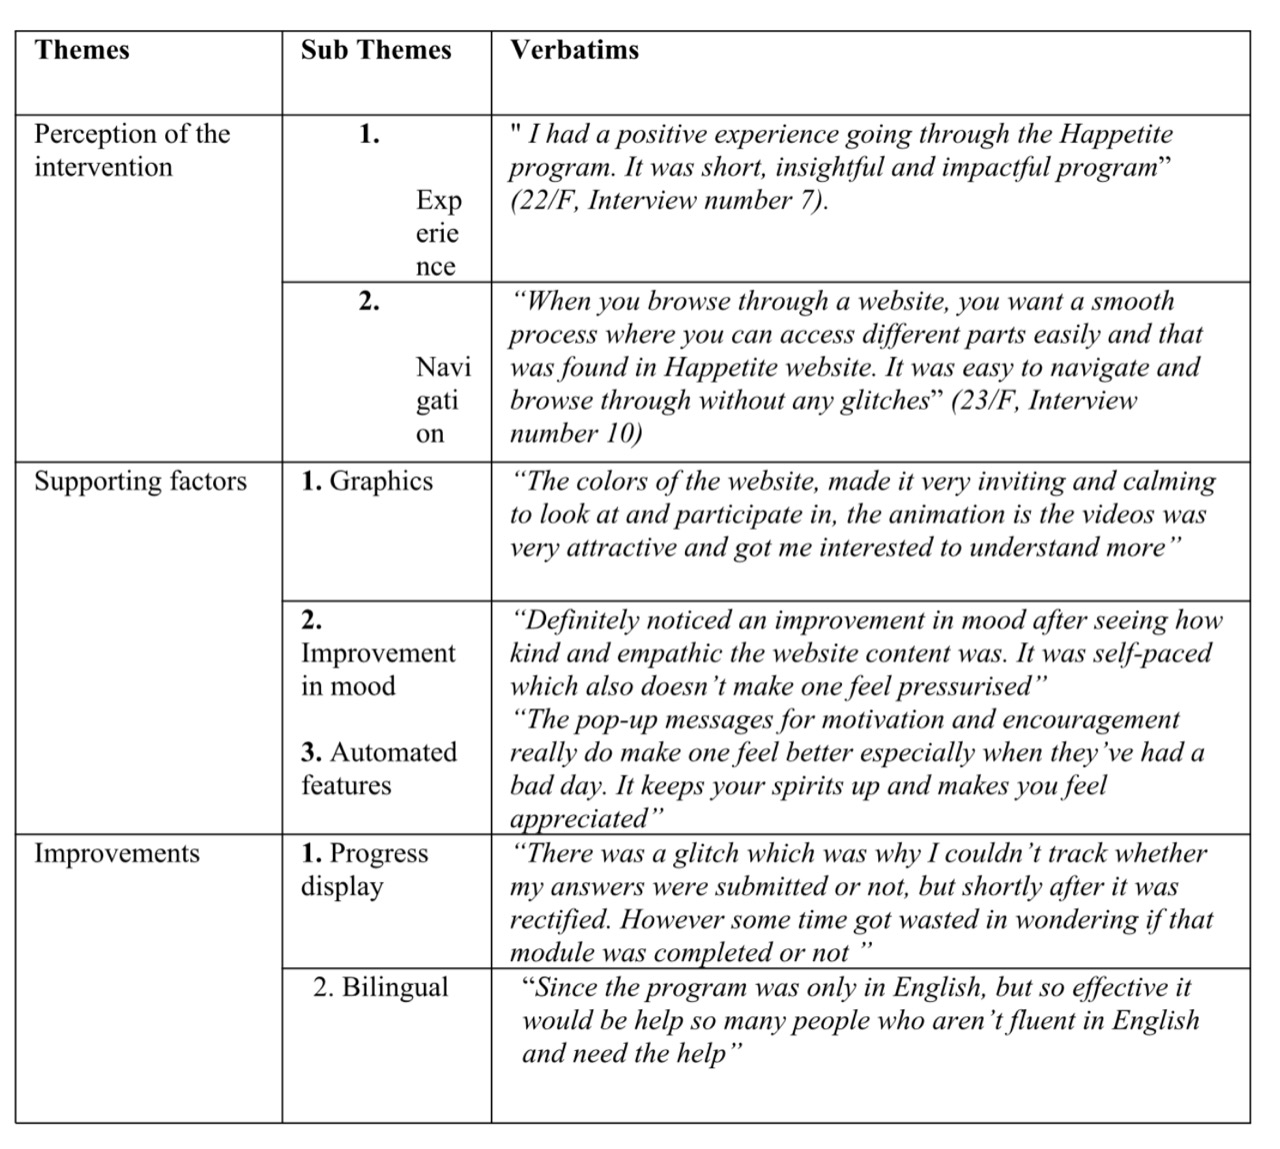 Themes
Sub Themes
Verbatims
Perception of the
intervention
1.
Exp
erie
nce
" I had a positive experience going through the Happetite
program. It was short, insightful and impactful program”
(22/F, Interview number 7).
2.
Navi
gati
on
“When you browse through a website, you want a smooth
process where you can access different parts easily and that
was found in Happetite website. It was easy to navigate and
browse through without any glitches” (23/F, Interview
number 10)
Supporting factors
1. Graphics
“The colors of the website, made it very inviting and calming
to look at and participate in, the animation is the videos was
very attractive and got me interested to understand more”
2.
Improvement
in mood
3. Automated
features
“Definitely noticed an improvement in mood after seeing how
kind and empathic the website content was. It was self-paced
which also doesn’t make one feel pressurised”
“The pop-up messages for motivation and encouragement
really do make one feel better especially when they’ve had a
bad day. It keeps your spirits up and makes you feel
appreciated”
Improvements
1. Progress
display
“There was a glitch which was why I couldn’t track whether
my answers were submitted or not, but shortly after it was
rectified. However some time got wasted in wondering if that
module was completed or not ”
2. Bilingual
“Since the program was only in English, but so effective it
would be help so many people who aren’t fluent in English
and need the help”